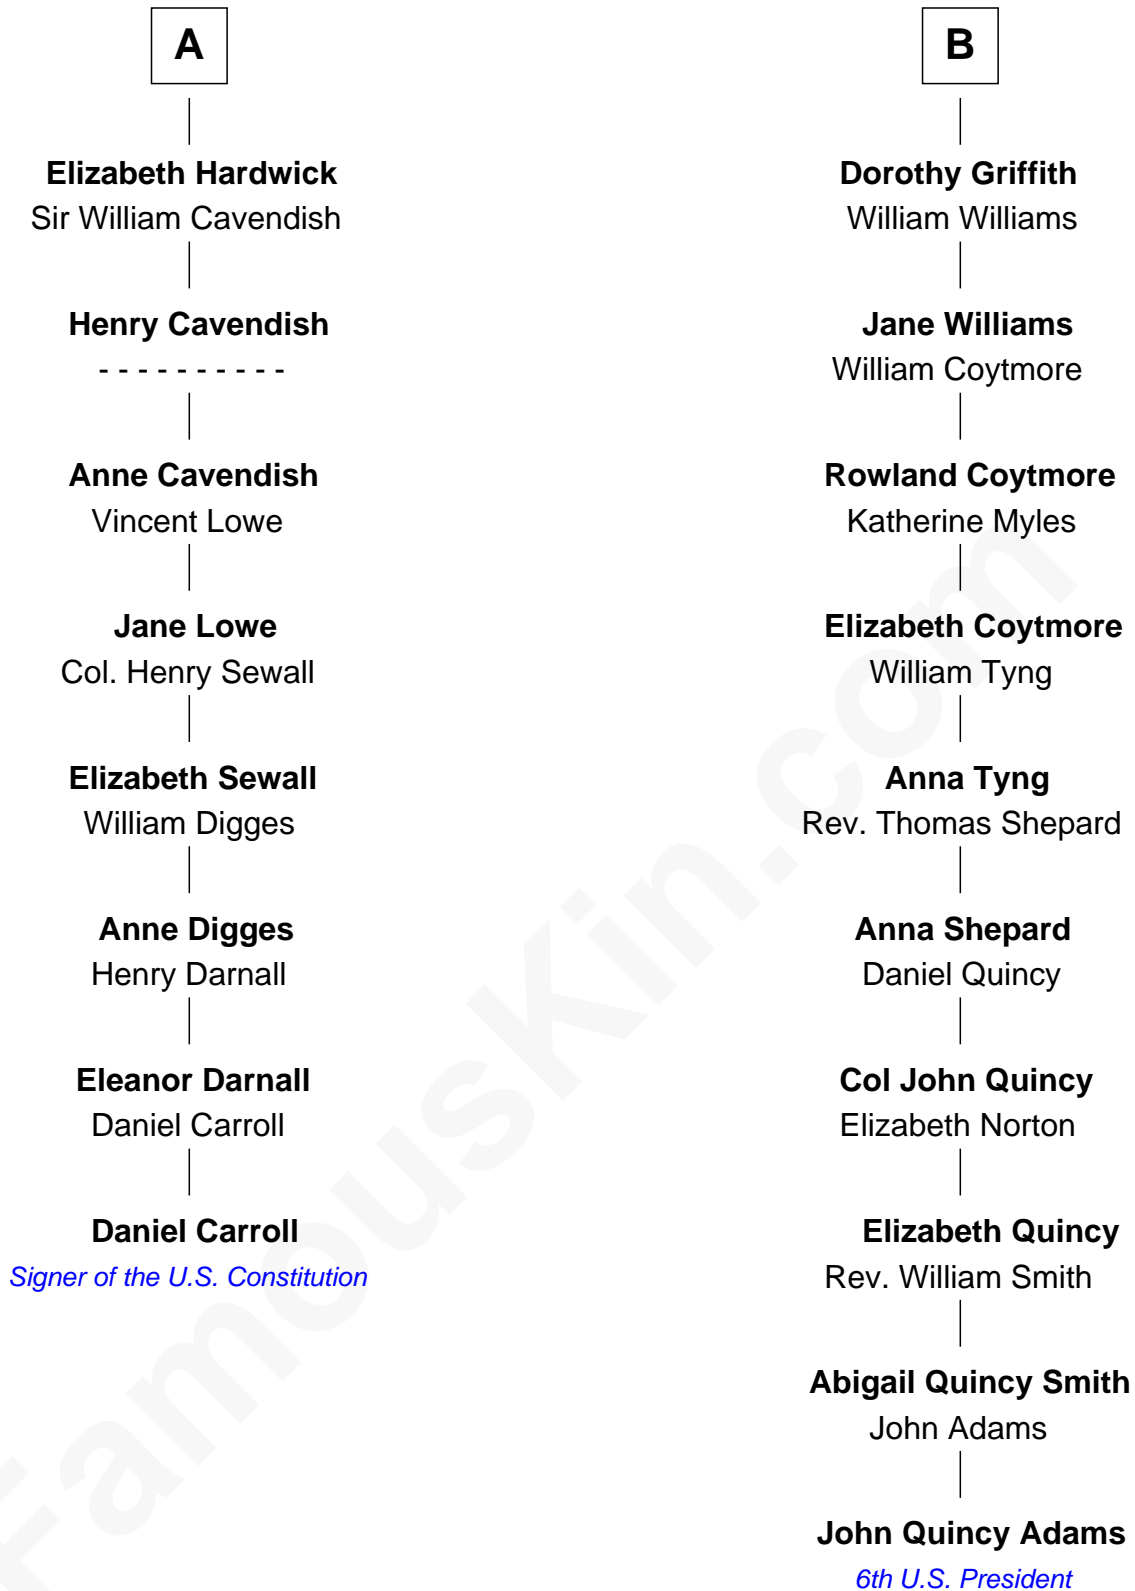 A
Elizabeth Hardwick
Sir William Cavendish
Henry Cavendish
- - - - - - - - - -
Anne Cavendish
Vincent Lowe
Jane Lowe
Col. Henry Sewall
Elizabeth Sewall
William Digges
Anne Digges
Henry Darnall
Eleanor Darnall
Daniel Carroll
Daniel Carroll
Signer of the U.S. Constitution
B
Dorothy Griffith
William Williams
Jane Williams
William Coytmore
Rowland Coytmore
Katherine Myles
Elizabeth Coytmore
William Tyng
Anna Tyng
Rev. Thomas Shepard
Anna Shepard
Daniel Quincy
Col John Quincy
Elizabeth Norton
Elizabeth Quincy
Rev. William Smith
Abigail Quincy Smith
John Adams
John Quincy Adams
6th U.S. President
FamousKin.com